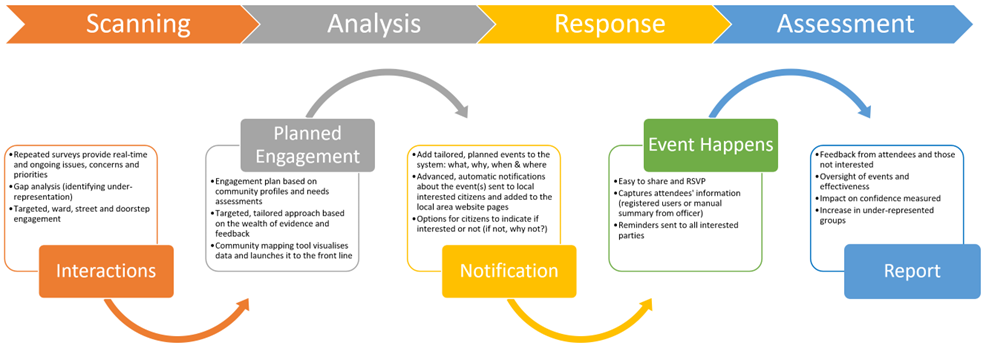 Scanning
Analysis
Response
Assessment
• Repeated surveys provide real-time
and ongoing issues, concerns and
priorities
• Gap analysis (identifying under-
representation)
• Targeted, ward, street and doorstep
engagement
Interactions
Planned
Engagement
• Engagement plan based on
community profiles and needs
assessments
• Targeted, tailored approach based
on the wealth of evidence and
feedback
• Community mapping tool visualises
data and launches it to the front line
• Add tailored, planned events to the
system: what, why, when & where
• Advanced, automatic notifications
about the event(s) sent to local
interested citizens and added to the
local area website pages
• Options for citizens to indicate if
interested or not (if not, why not?)
Notification
Event Happens
• Easy to share and RSVP
• Captures attendees' information
(registered users or manual
summary from officer)
• Reminders sent to all interested
parties
• Feedback from attendees and those
not interested
• Oversight of events and
effectiveness
• Impact on confidence measured
• Increase in under-represented
groups
Report